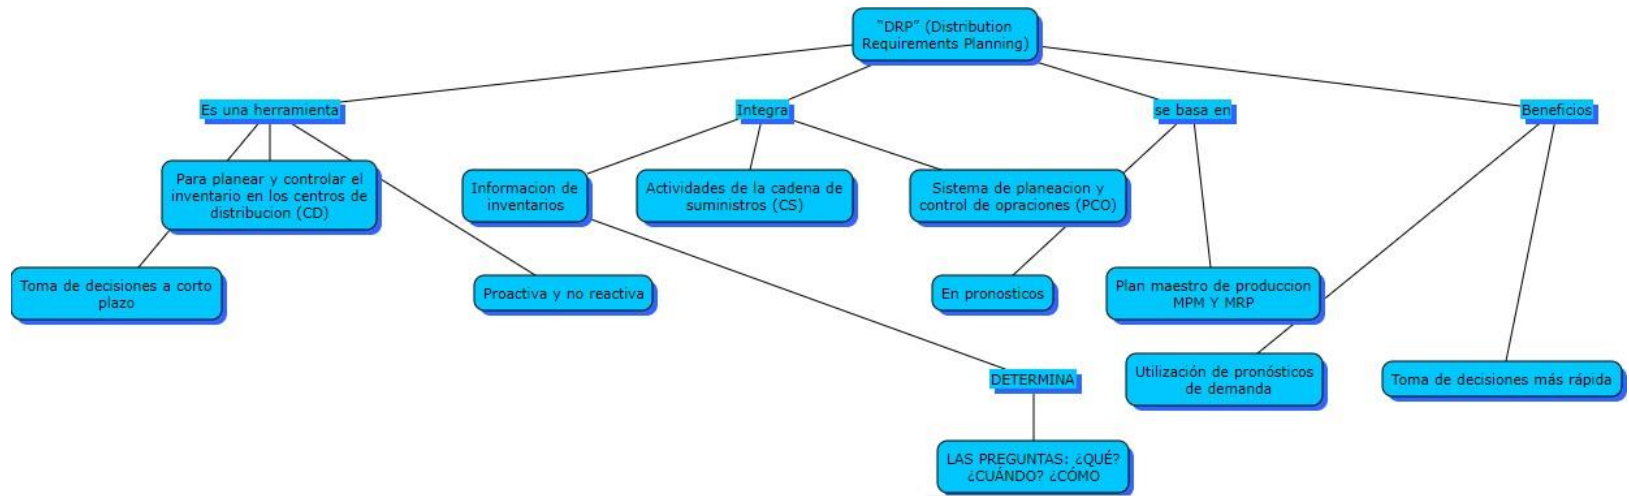 “DRP” (Distribution
Requirements Planning)
Es una herramienta
Integra
se basa en
Beneficios
Para planear y controlar el
inventario en los centros de
distribucion (CD)
Informacion de
inventarios
Actividades de la cadena de
suministros (CS)
Sistema de planeacion y
control de opraciones (PCO)
Toma de decisiones a corto
plazo
Proactiva y no reactiva
En pronosticos
Plan maestro de produccion
MPM Y MRP
DETERMINA
Utilización de pronósticos
de demanda
Toma de decisiones más rápida
LAS PREGUNTAS: ¿QUÉ?
¿CUÁNDO? ¿CÓMO